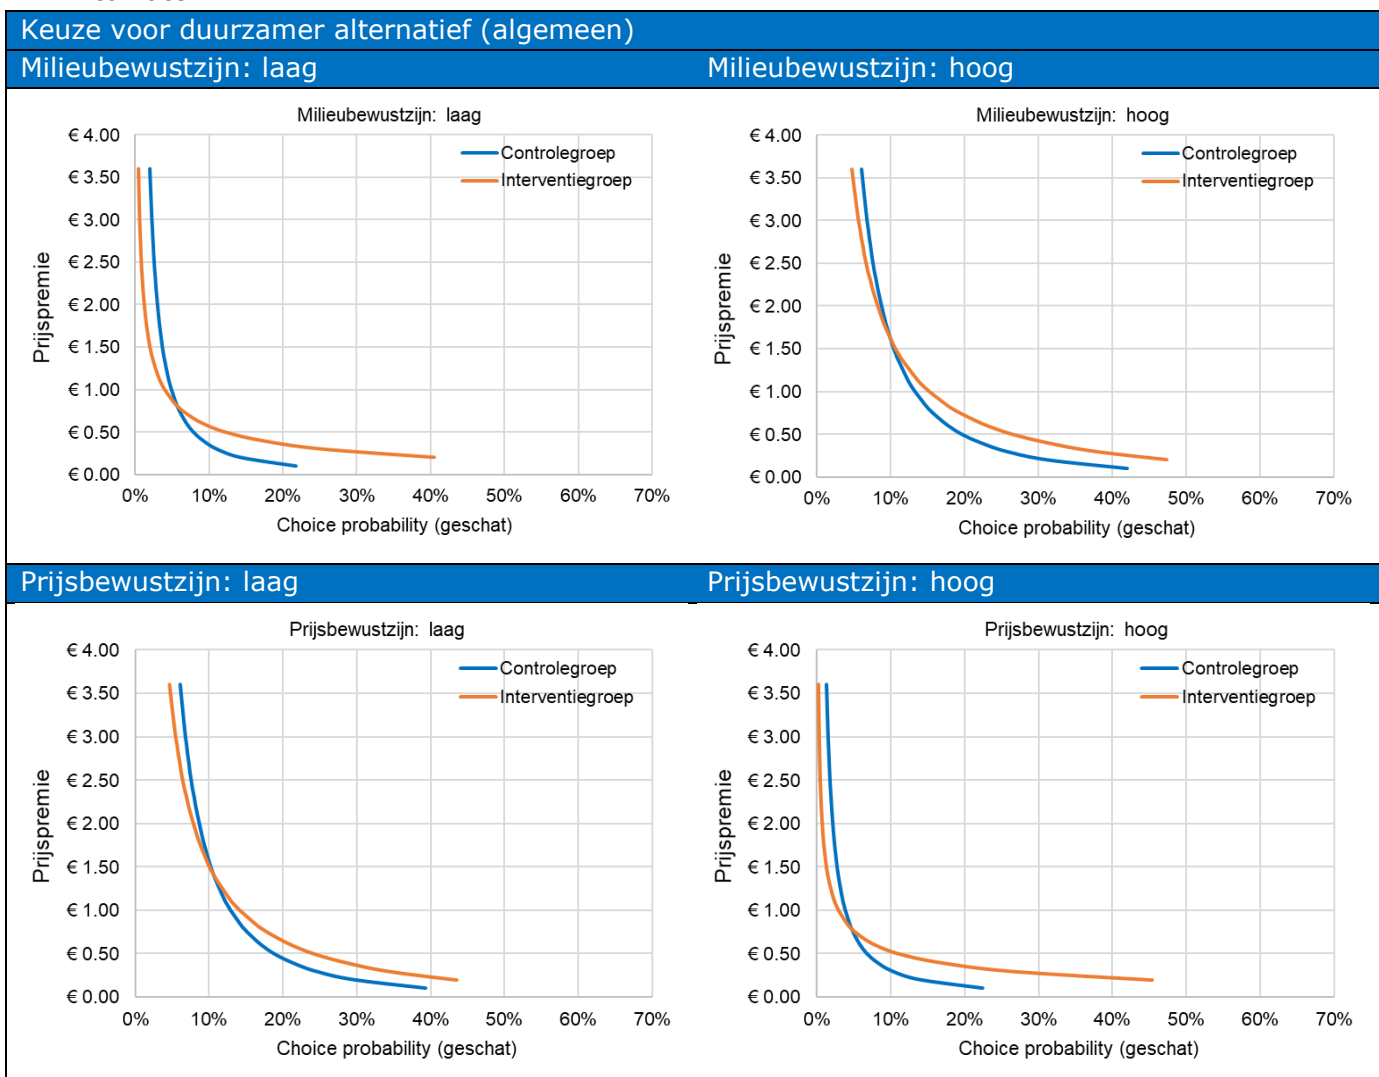 Keuze voor duurzamer alternatief (algemeen)
Milieubewustzijn: laag
Milieubewustzijn: hoog
Milieubewustzijn: laag
€ 4.00
€ 3.50
€ 3.00
€ 2.50
€ 2.00
€ 1.50
€ 1.00
€ 0.50
€ 0.00
Prijspremie
Controlegroep
Interventiegroep
0% 10% 20% 30% 40% 50% 60% 70%
Choice probability (geschat)
Milieubewustzijn: hoog
€ 4.00
€ 3.50
€ 3.00
€ 2.50
€ 2.00
€ 1.50
€ 1.00
€ 0.50
€ 0.00
Prijspremie
Controlegroep
Interventiegroep
0% 10% 20% 30% 40% 50% 60% 70%
Choice probability (geschat)
Prijsbewustzijn: laag
Prijsbewustzijn: hoog
Prijsbewustzijn: laag
€ 4.00
€ 3.50
€ 3.00
€ 2.50
€ 2.00
€ 1.50
€ 1.00
€ 0.50
€ 0.00
Prijspremie
Controlegroep
Interventiegroep
0% 10% 20% 30% 40% 50% 60% 70%
Choice probability (geschat)
Prijsbewustzijn: hoog
€ 4.00
€ 3.50
€ 3.00
€ 2.50
€ 2.00
€ 1.50
€ 1.00
€ 0.50
€ 0.00
Prijspremie
Controlegroep
Interventiegroep
0% 10% 20% 30% 40% 50% 60% 70%
Choice probability (geschat)